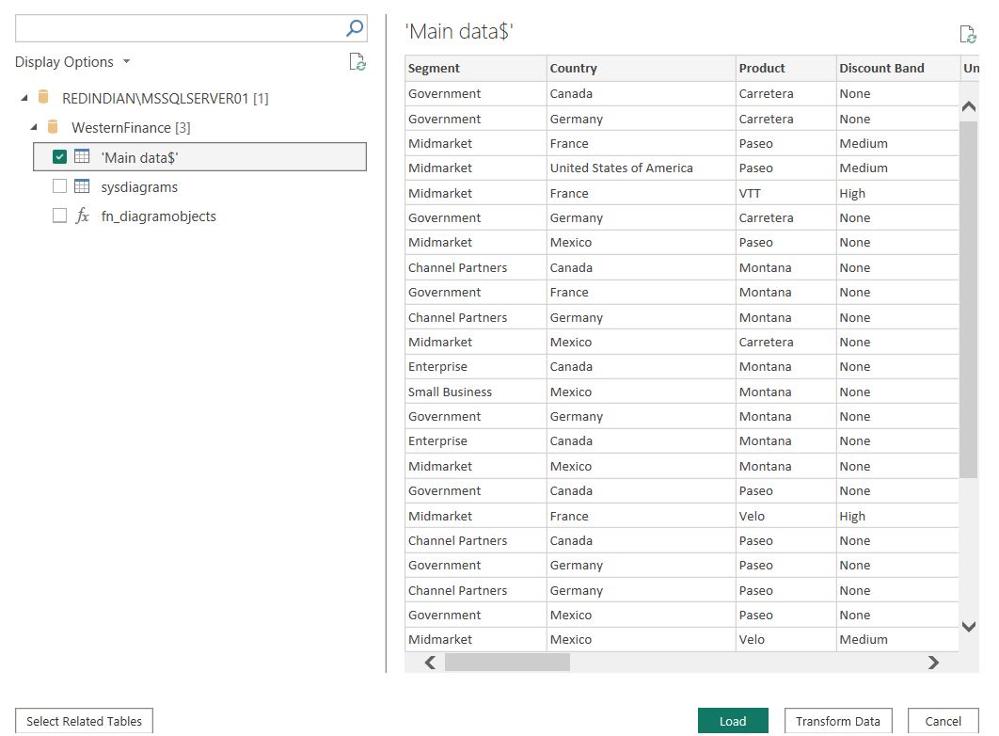 Display Options
REDINDIAN\MSSQLSERVER01 [1]
WesternFinance [3]
'Main data$'
sysdiagrams
fx fn_diagramobjects
'Main data$'
Segment Country Product Discount Band Un
Government Canada Carretera None
Government Germany Carretera None
Midmarket France Paseo Medium
Midmarket United States of America Paseo Medium
Midmarket France VTT High
Government Germany Carretera None
Midmarket Mexico Paseo None
Channel Partners Canada Montana None
Government France Montana None
Channel Partners Germany Montana None
Midmarket Mexico Carretera None
Enterprise Canada Montana None
Small Business Mexico Montana None
Government Germany Montana None
Enterprise Canada Montana None
Midmarket Mexico Montana None
Government Canada Paseo None
Midmarket France Velo High
Channel Partners Canada Paseo None
Government Germany Paseo None
Channel Partners Germany Paseo None
Government Mexico Paseo None
Midmarket Mexico Velo Medium
Select Related Tables Load Transform Data Cancel